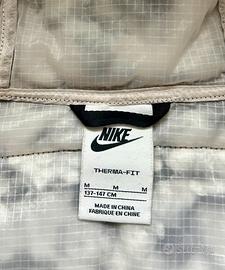 NIKE
THERMA-FIT
M M M
137-147 CM
MADE IN CHINA
FABRIQUE EN CHINE